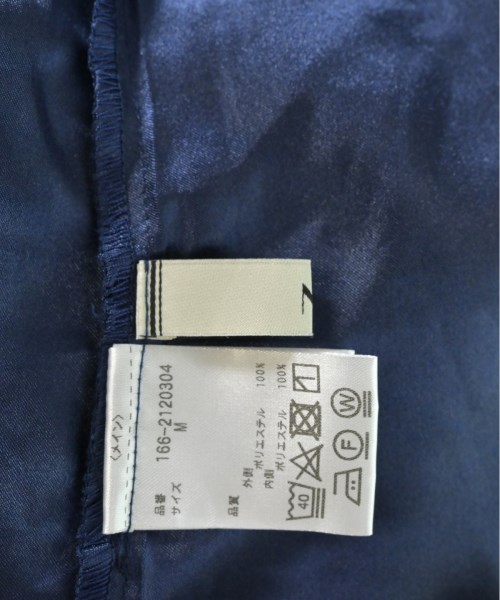 〈メイン〉
品番 166-2120304
サイズ M
品質
外側
ポリエステル 100%
内側
ポリエステル 100%
40
F W